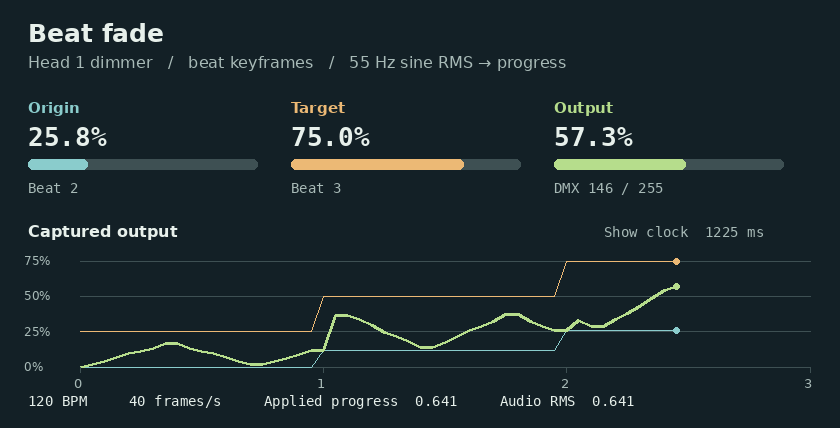 Beat fade
Head 1 dimmer / beat keyframes / 55 Hz sine RMS → progress
Origin Target Output
25.8% 75.0% 57.3%
Beat 2 Beat 3 DMX 146 / 255
Captured output Show clock 1225 ms
75%
50%
25%
0%
0 1 2 3
120 BPM 40 frames/s Applied progress 0.641 Audio RMS 0.641